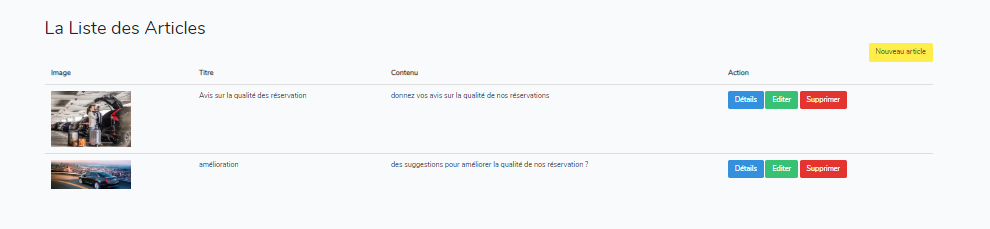 La Liste des Articles
Nouveau article
Image Titre Contenu Action
Avis sur la qualité des réservation donnez vos avis sur la qualité de nos réservations Détails Editer Supprimer
amélioration des suggestions pour améliorer la qualité de nos réservation ? Détails Editer Supprimer